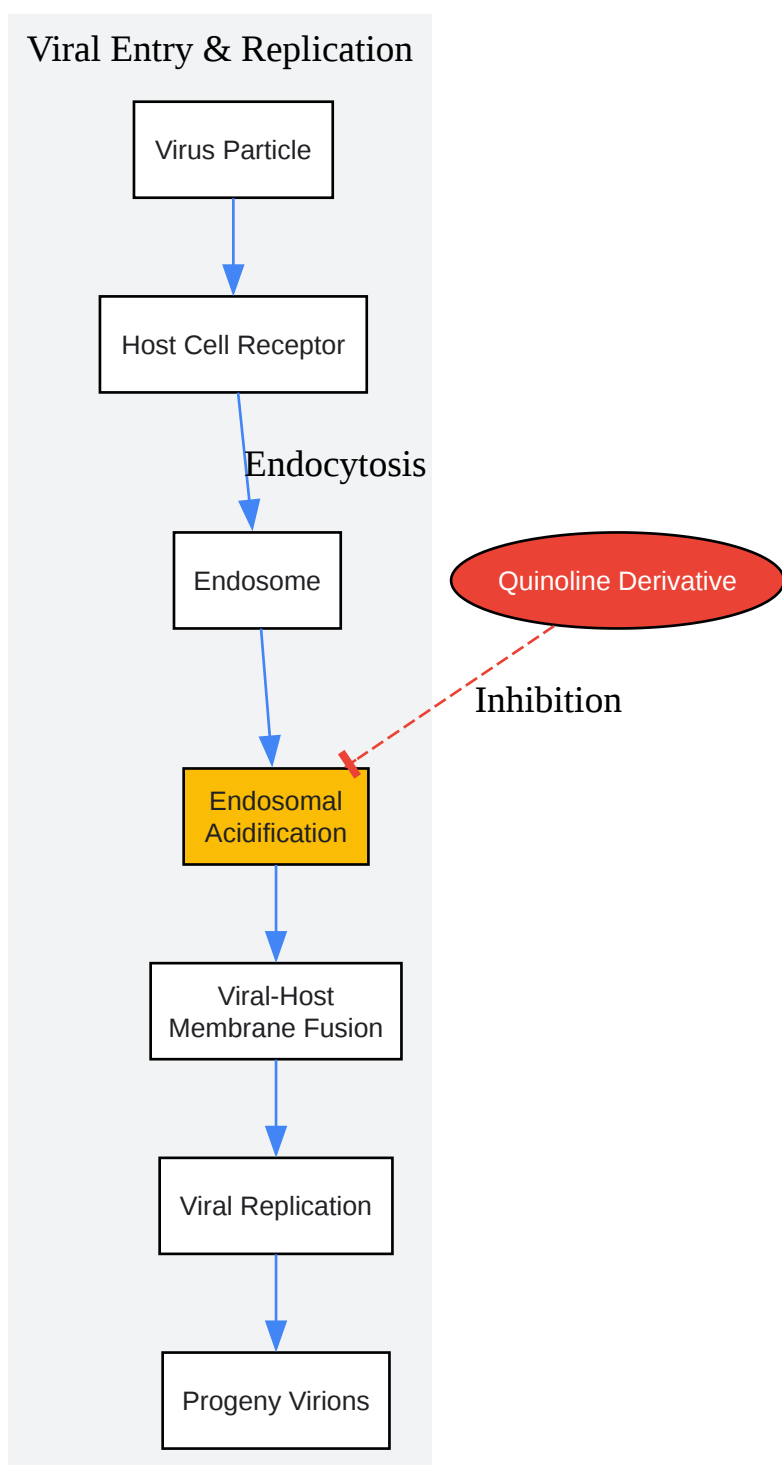 Viral Entry & Replication
Virus Particle
Host Cell Receptor
Endocytosis
Endosome
Quinoline Derivative
Inhibition
Endosomal
Acidification
Viral-Host
Membrane Fusion
Viral Replication
Progeny Virions